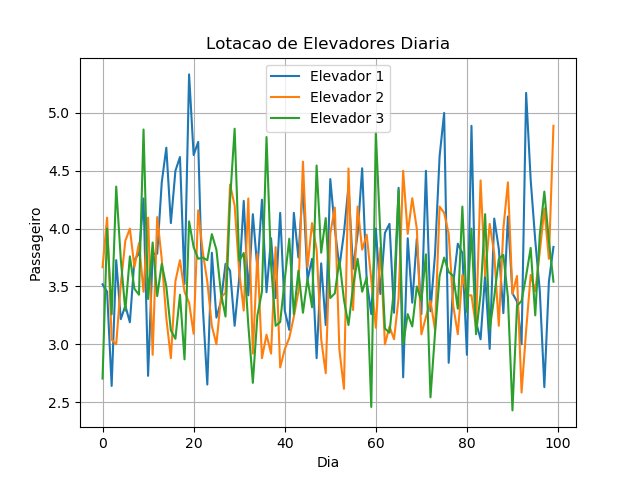 Lotacao de Elevadores Diaria
Elevador 1
Elevador 2
Elevador 3
Passageiro
5.0
4.5
4.0
3.5
3.0
2.5
0 20 40 60 80 100
Dia